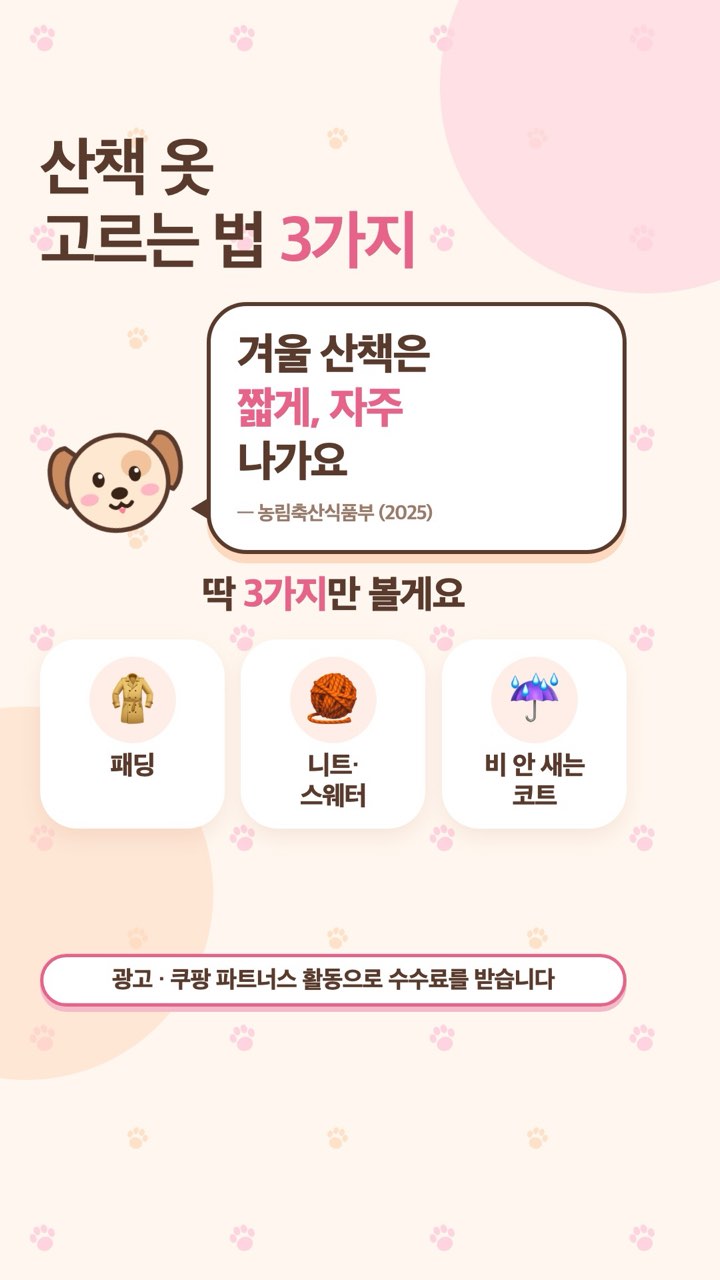 산책 옷
고르는 법 3가지
겨울 산책은
짧게, 자주
나가요
— 농림축산식품부 (2025)
딱 3가지만 볼게요
패딩
니트·
스웨터
비 안 새는
코트
광고 · 쿠팡 파트너스 활동으로 수수료를 받습니다